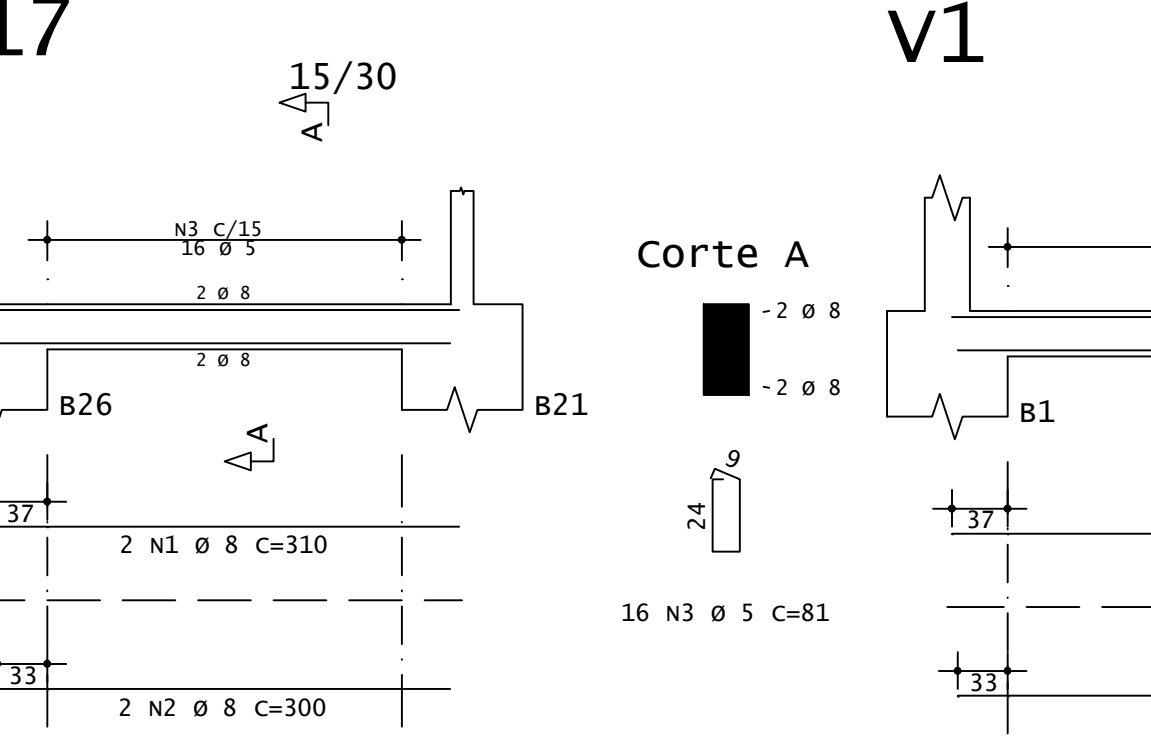 17
15/30
A
N3 C/15
16 Ø 5
2 Ø 8
2 Ø 8
B26
B21
A
37
2 N1 Ø 8 C=310
33
2 N2 Ø 8 C=300
Corte A
-2 Ø 8
-2 Ø 8
9
24
16 N3 Ø 5 C=81
V1
B1
37
33